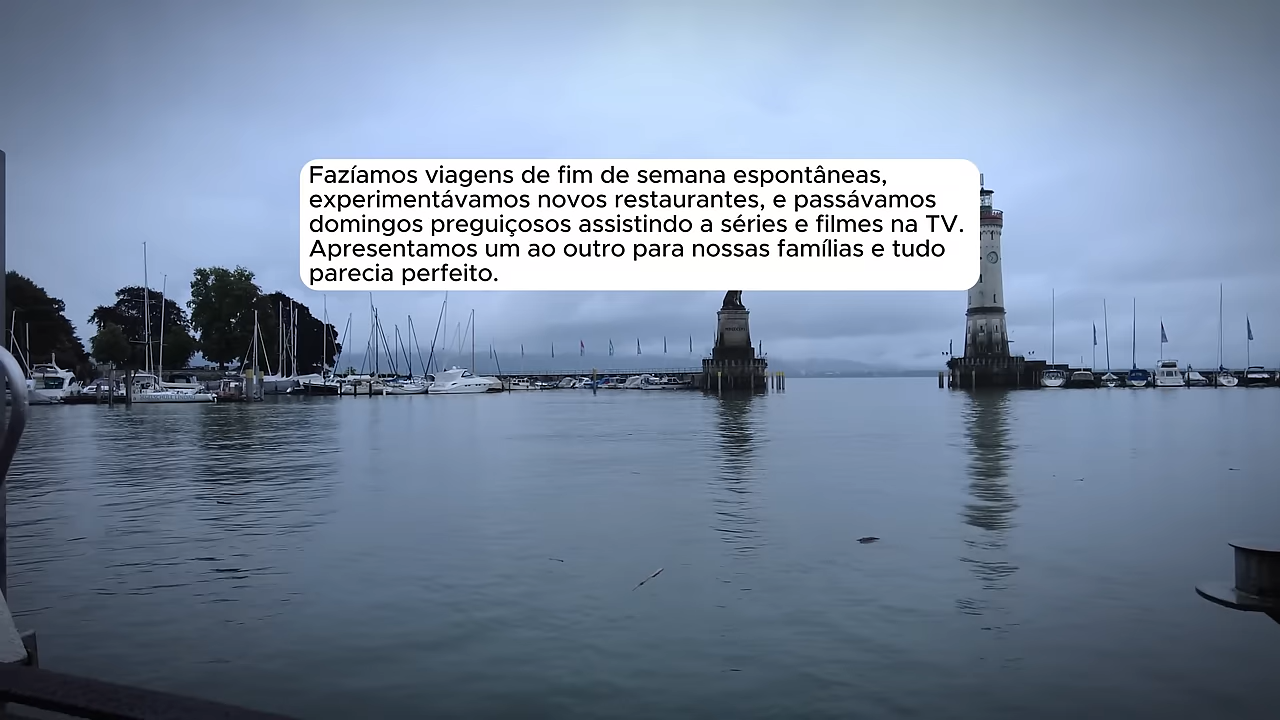 Fazíamos viagens de fim de semana espontâneas,
experimentávamos novos restaurantes, e passávamos
domingos preguiçosos assistindo a séries e filmes na TV.
Apresentamos um ao outro para nossas famílias e tudo
parecia perfeito.